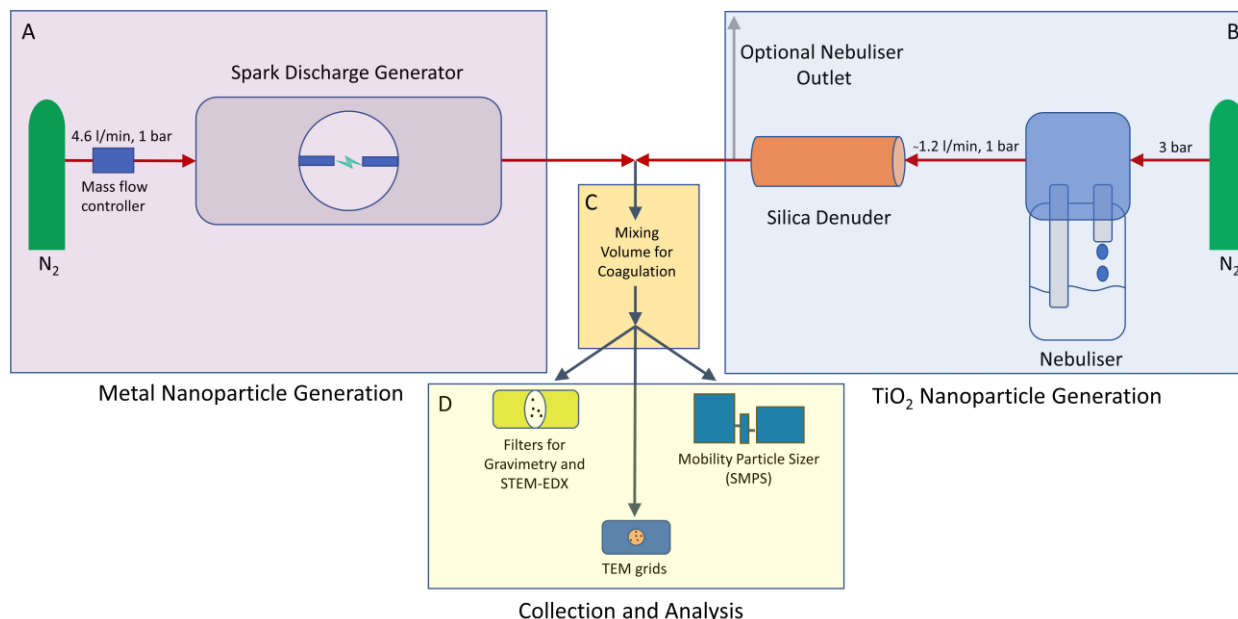 A
Spark Discharge Generator
4.6 l/min, 1 bar
Mass flow
controller
N₂
Metal Nanoparticle Generation
B
Optional Nebuliser
Outlet
~1.2 l/min, 1 bar
3 bar
Silica Denuder
N₂
Nebuliser
TiO₂ Nanoparticle Generation
C
Mixing
Volume for
Coagulation
D
Filters for
Gravimetry and
STEM-EDX
Mobility Particle Sizer
(SMPS)
TEM grids
Collection and Analysis